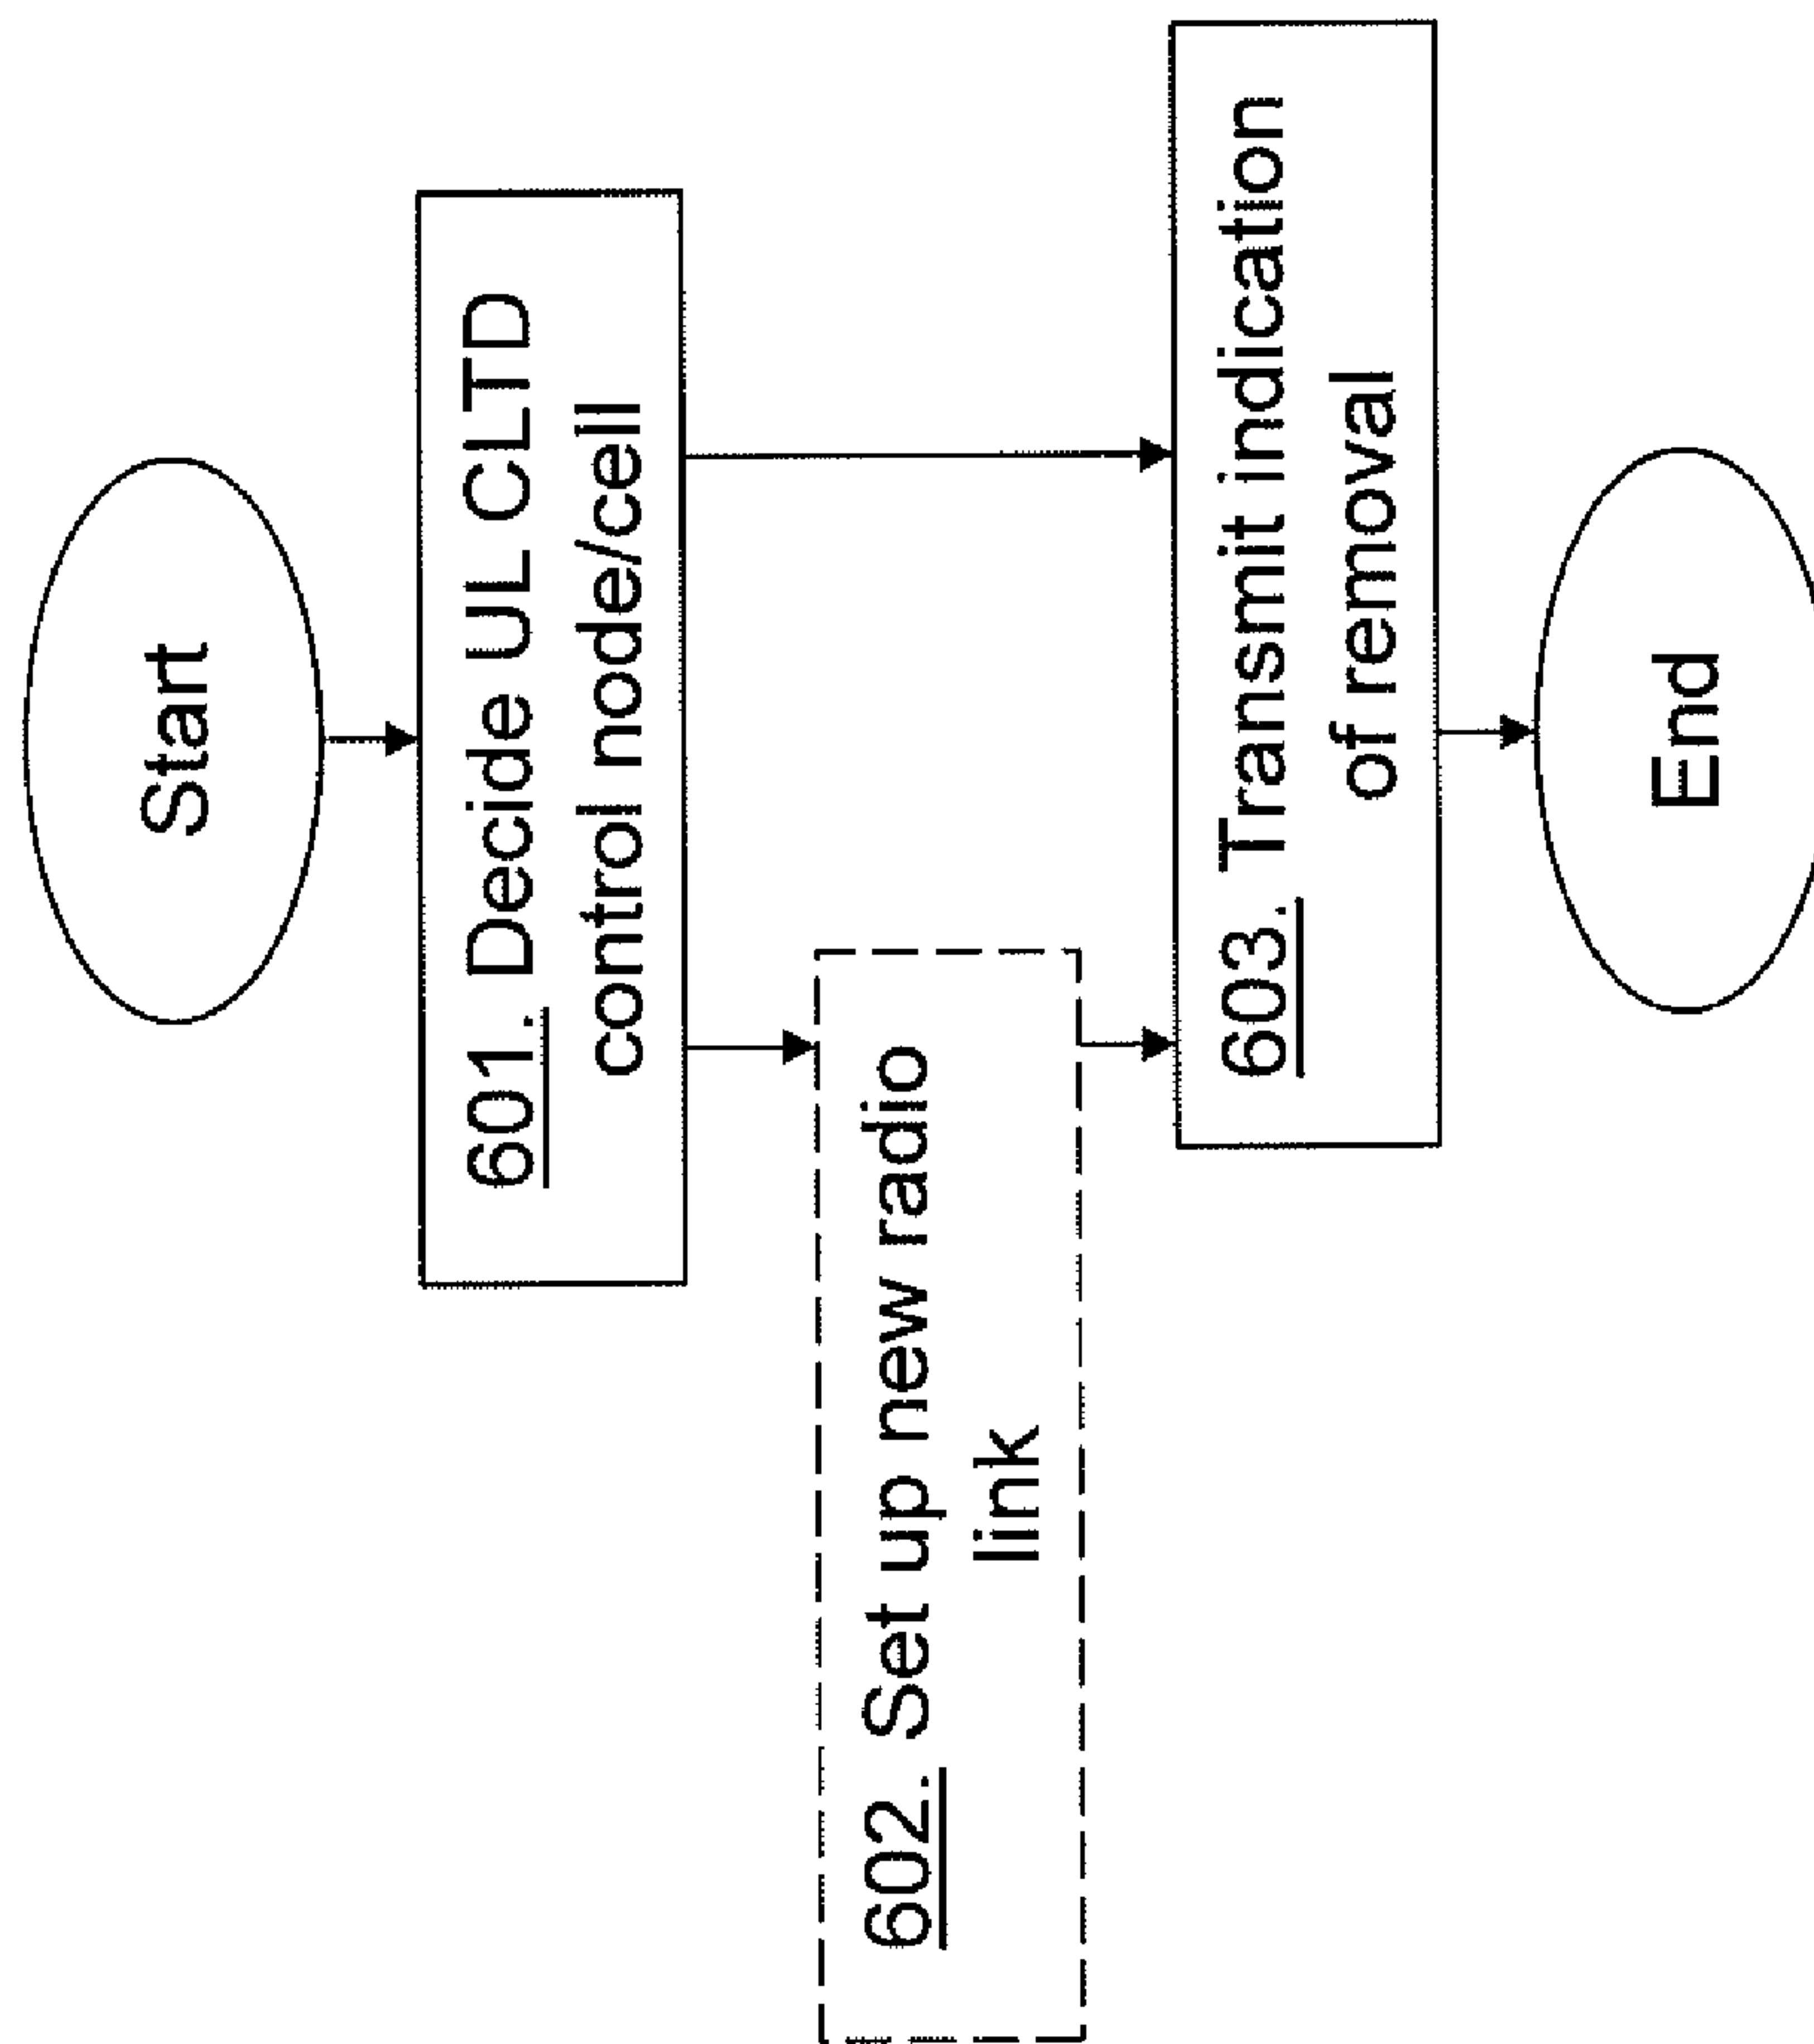 Start
601. Decide UL CLTD
control node/cell
602. Set up new radio
link
603. Transmit indication
of removal
End